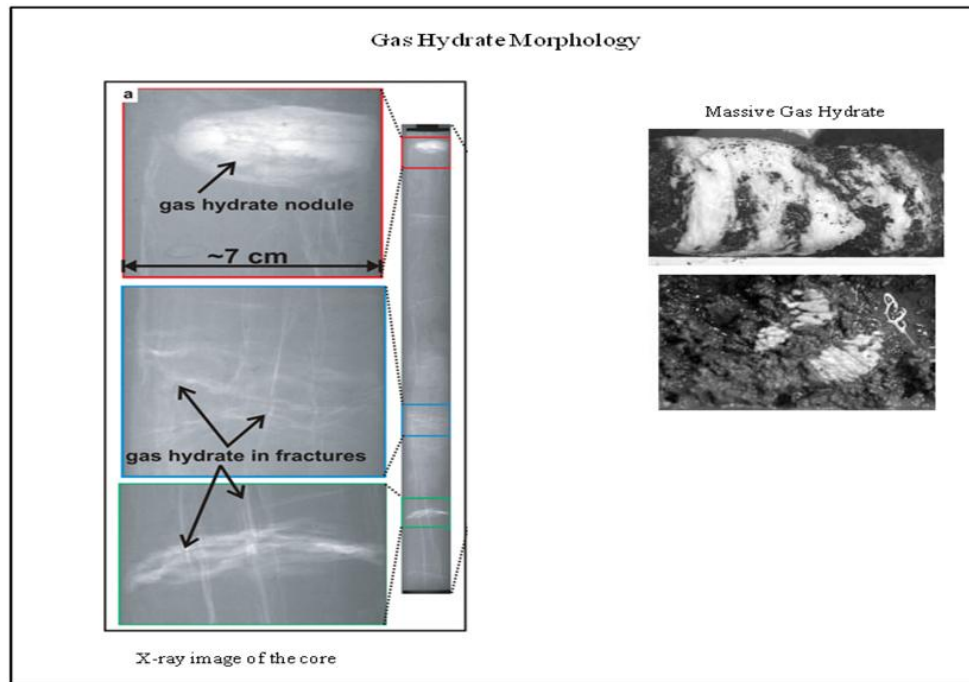 Gas Hydrate Morphology
a
gas hydrate nodule
~7 cm
gas hydrate in fractures
X-ray image of the core
Massive Gas Hydrate